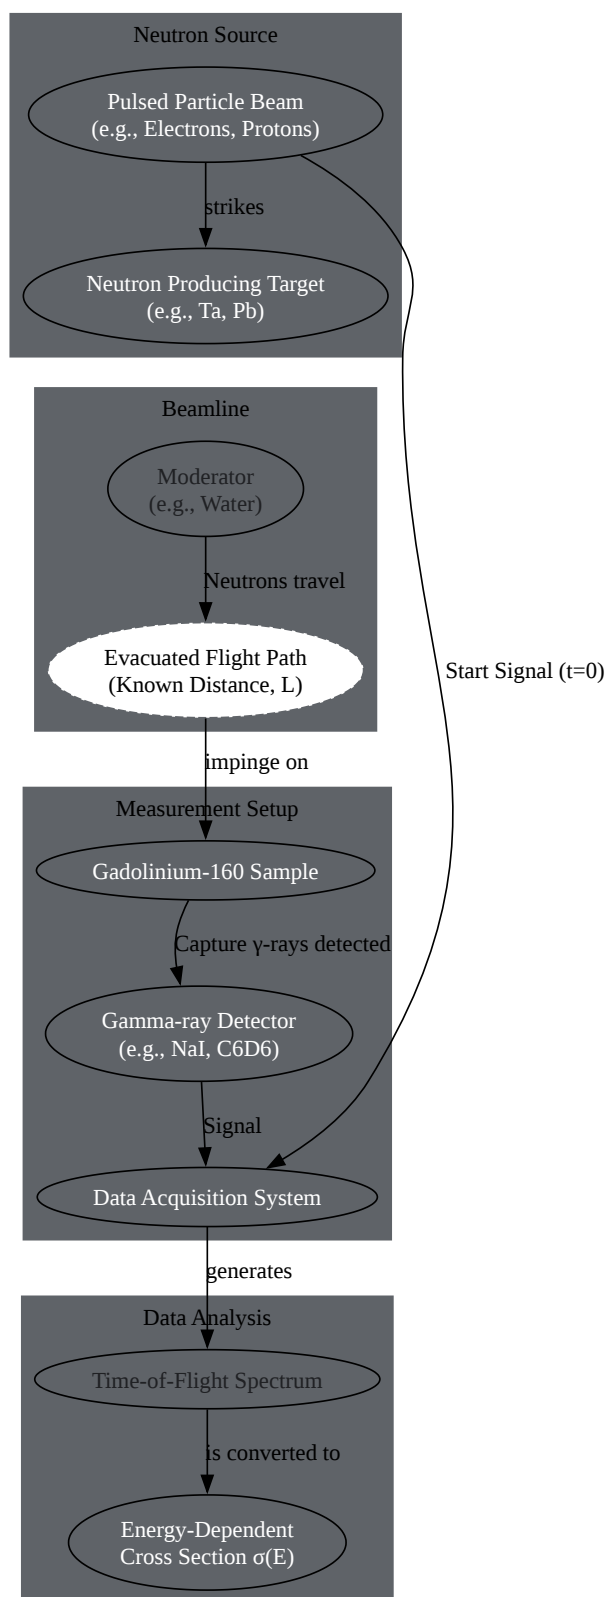 Neutron Source
Pulsed Particle Beam
(e.g., Electrons, Protons)
strikes
Neutron Producing Target
(e.g., Ta, Pb)
Beamline
Moderator
(e.g., Water)
Neutrons travel
Evacuated Flight Path
(Known Distance, L)
Start Signal (t=0)
impinge on
Measurement Setup
Gadolinium-160 Sample
Capture γ-rays detected
Gamma-ray Detector
(e.g., NaI, C6D6)
Signal
Data Acquisition System
generates
Data Analysis
Time-of-Flight Spectrum
is converted to
Energy-Dependent
Cross Section σ(E)